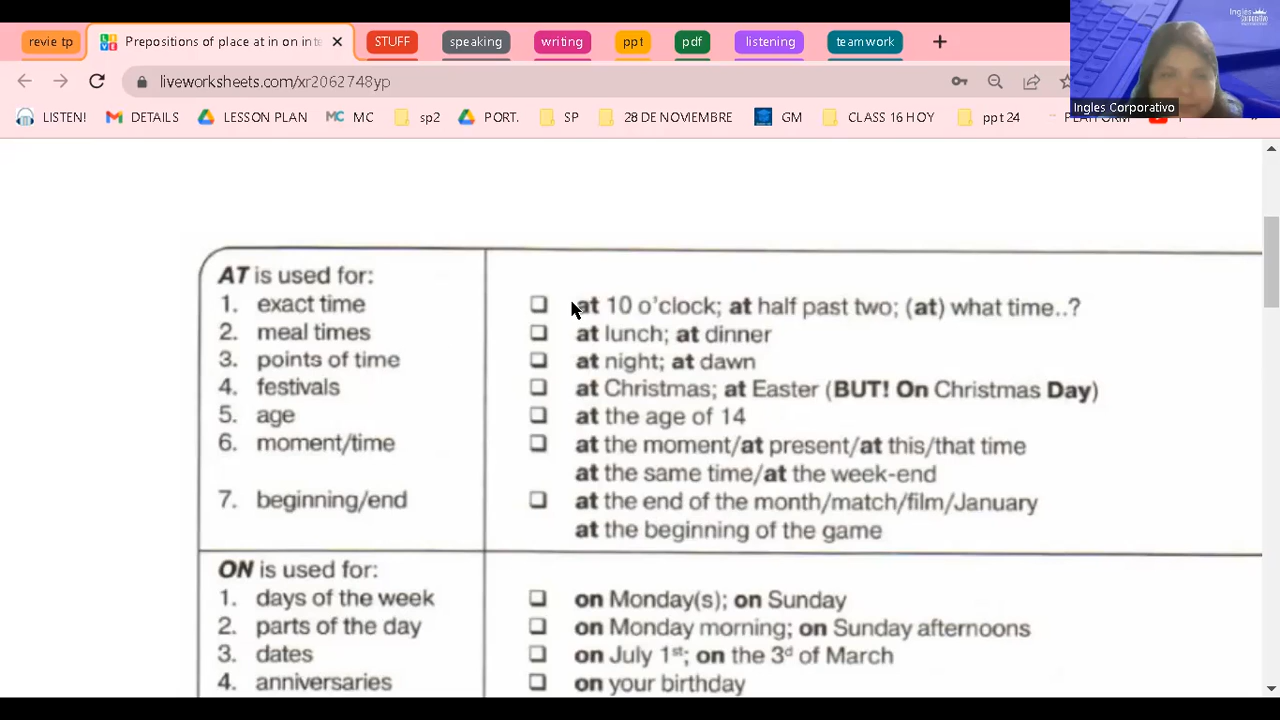 revie tp
Prepositions of place at in on inte
STUFF
speaking
writing
ppt
pdf
listening
teamwork
liveworksheets.com/xr2062748yp
LISTEN!
DETAILS
LESSON PLAN
MC
MC
sp2
PORT.
SP
28 DE NOVIEMBRE
GM
CLASS 16 HOY
ppt 24
Ingles Corporativo
AT is used for:
1. exact time
2. meal times
3. points of time
4. festivals
5. age
6. moment/time
7. beginning/end
at 10 o'clock; at half past two; (at) what time..?
at lunch; at dinner
at night; at dawn
at Christmas; at Easter (BUT! On Christmas Day)
at the age of 14
at the moment/at present/at this/that time
at the same time/at the week-end
at the end of the month/match/film/January
at the beginning of the game
ON is used for:
1. days of the week
2. parts of the day
3. dates
4. anniversaries
on Monday(s); on Sunday
on Monday morning; on Sunday afternoons
on July 1st; on the 3d of March
on your birthday